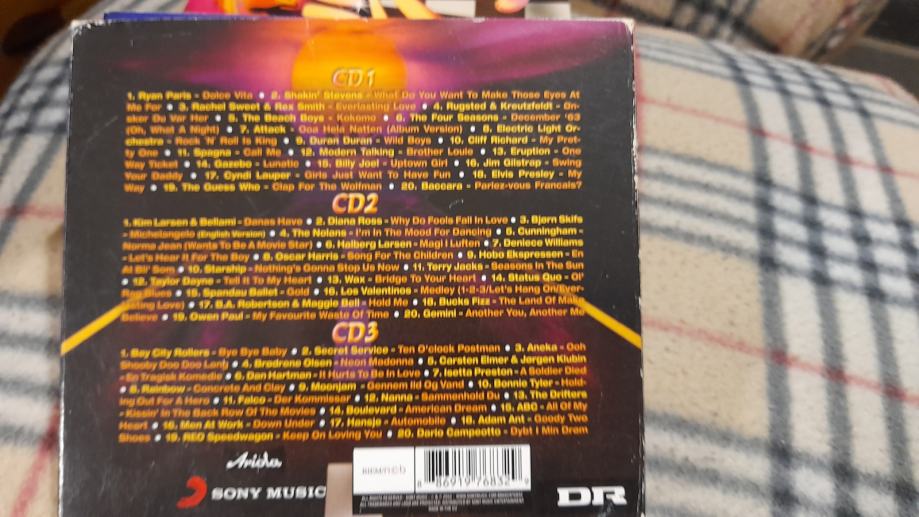 CD1
1. Ryan Paris - Dolce Vita • 2. Shakin' Stevens - What Do You Want To Make Those Eyes At
Me For • 3. Rachel Sweet & Rex Smith - Everlasting Love • 4. Rugsted & Kreutzfeldt - On-
sker Du Var Her • 5. The Beach Boys - Kokomo • 6. The Four Seasons - December '63
(Oh, What A Night) • 7. Attack - Ooa Hela Natten (Album Version) • 8. Electric Light Or-
chestra - Rock 'N' Roll Is King • 9. Duran Duran - Wild Boys • 10. Cliff Richard - My Pret-
ty One • 11. Spagna - Call Me • 12. Modern Talking - Brother Louie • 13. Eruption - One
Way Ticket • 14. Gazebo - Lunatic • 15. Billy Joel - Uptown Girl • 16. Jim Gilstrap - Swing
Your Daddy • 17. Cyndi Lauper - Girls Just Want To Have Fun • 18. Elvis Presley - My
Way • 19. The Guess Who - Clap For The Wolfman • 20. Baccara - Parlez-vous Francais?
CD2
1. Kim Larsen & Bellami - Danas Have • 2. Diana Ross - Why Do Fools Fall In Love • 3. Bjørn Skifs
- Michelangelo (English Version) • 4. The Nolans - I'm In The Mood For Dancing • 5. Cunningham -
Norma Jean (Wants To Be A Movie Star) • 6. Halberg Larsen - Magi I Luften • 7. Deniece Williams
- Let's Hear It For The Boy • 8. Oscar Harris - Song For The Children • 9. Hobo Ekspressen - En
Al Bli' Som • 10. Starship - Nothing's Gonna Stop Us Now • 11. Terry Jacks - Seasons In The Sun
• 12. Taylor Dayne - Tell It To My Heart • 13. Wax - Bridge To Your Heart • 14. Status Quo - Ol'
Rag Blues • 15. Spandau Ballet - Gold • 16. Los Valentinos - Medley (1-2-3/Let's Hang On/Ever-
lasting Love) • 17. B.A. Robertson & Maggie Bell - Hold Me • 18. Bucks Fizz - The Land Of Make
Believe • 19. Owen Paul - My Favourite Waste Of Time • 20. Gemini - Another You, Another Me
CD3
1. Bay City Rollers - Bye Bye Baby • 2. Secret Service - Ten O'clock Postman • 3. Aneka - Ooh
Shooby Doo Doo Lang • 4. Brødrene Olsen - Neon Madonna • 5. Carsten Elmer & Jørgen Klubin
- En Tragisk Komedie • 6. Dan Hartman - It Hurts To Be In Love • 7. Isetta Preston - A Soldier Died
• 8. Rainbow - Concrete And Clay • 9. Moonjam - Gennem Ild Og Vand • 10. Bonnie Tyler - Hold-
ing Out For A Hero • 11. Falco - Der Kommissar • 12. Nanna - Sammenhold Du • 13. The Drifters
- Kissin' In The Back Row Of The Movies • 14. Boulevard - American Dream • 15. ABC - All Of My
Heart • 16. Men At Work - Down Under • 17. Hansje - Automobile • 18. Adam Ant - Goody Two
Shoes • 19. REO Speedwagon - Keep On Loving You • 20. Dario Campeotto - Dybt I Min Drøm
Ariola
SONY MUSIC
BIEM/ncb
8 86919 76832 9
DR